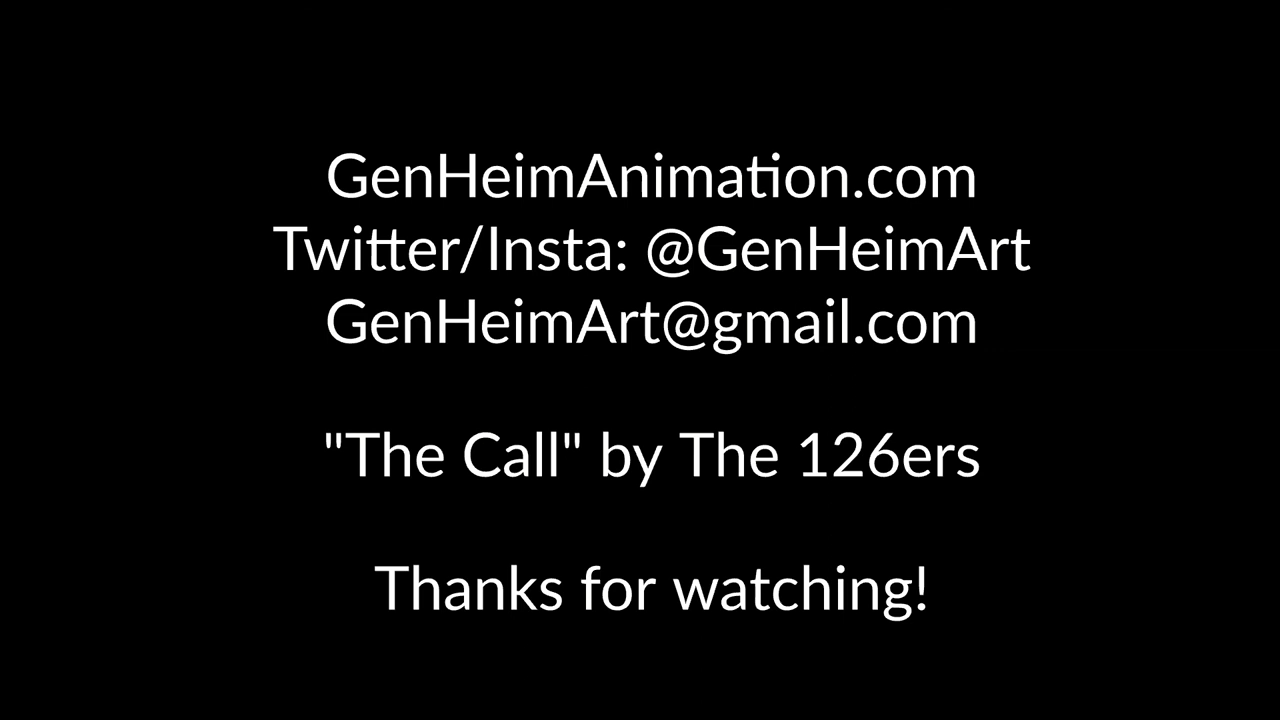 GenHeimAnimation.com
Twitter/Insta: @GenHeimArt
GenHeimArt@gmail.com
"The Call" by The 126ers
Thanks for watching!